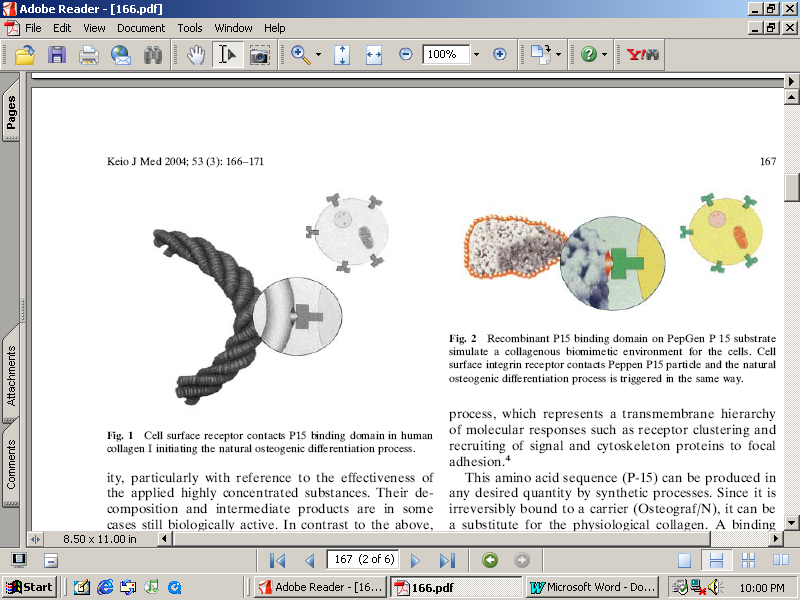 Adobe Reader - [166.pdf]
File Edit View Document Tools Window Help
100%
Y!
Pages
Attachments
Comments
Keio J Med 2004; 53 (3): 166–171
167
Fig. 1 Cell surface receptor contacts P15 binding domain in human
collagen I initiating the natural osteogenic differentiation process.
ity, particularly with reference to the effectiveness of
the applied highly concentrated substances. Their de-
composition and intermediate products are in some
cases still biologically active. In contrast to the above,
Fig. 2 Recombinant P15 binding domain on PepGen P 15 substrate
simulate a collagenous biomimetic environment for the cells. Cell
surface integrin receptor contacts Peppen P15 particle and the natural
osteogenic differentiation process is triggered in the same way.
process, which represents a transmembrane hierarchy
of molecular responses such as receptor clustering and
recruiting of signal and cytoskeleton proteins to focal
adhesion.4
This amino acid sequence (P-15) can be produced in
any desired quantity by synthetic processes. Since it is
irreversibly bound to a carrier (Osteograf/N), it can be
a substitute for the physiological collagen. A binding
8.50 x 11.00 in
167 (2 of 6)
Start
Adobe Reader - [16...
166.pdf
Microsoft Word - Do...
10:00 PM